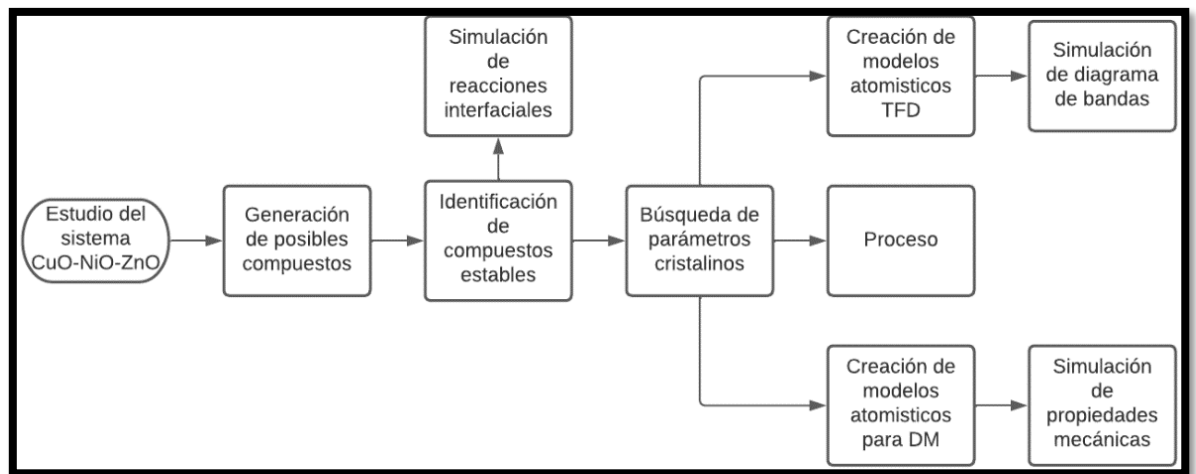 Estudio del
sistema
CuO-NiO-ZnO
Generación
de posibles
compuestos
Identificación
de
compuestos
estables
Simulación
de
reacciones
interfaciales
Búsqueda de
parámetros
cristalinos
Creación de
modelos
atomisticos
TFD
Simulación
de diagrama
de bandas
Proceso
Creación de
modelos
atomisticos
para DM
Simulación
de
propiedades
mecánicas